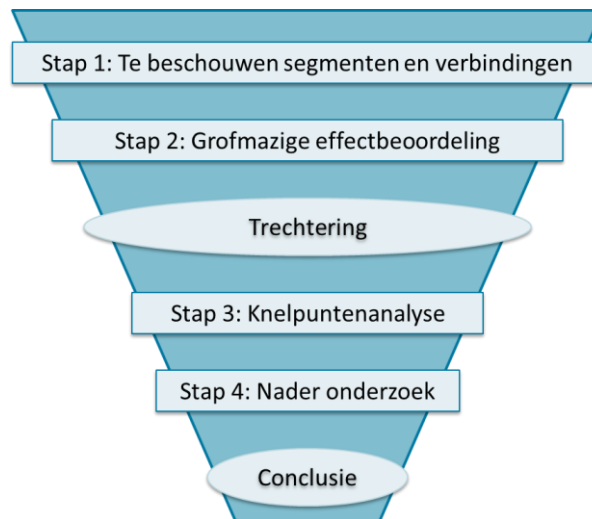 Stap 1: Te beschouwen segmenten en verbindingen
Stap 2: Grofmazige effectbeoordeling
Trechtering
Stap 3: Knelpuntenanalyse
Stap 4: Nader onderzoek
Conclusie